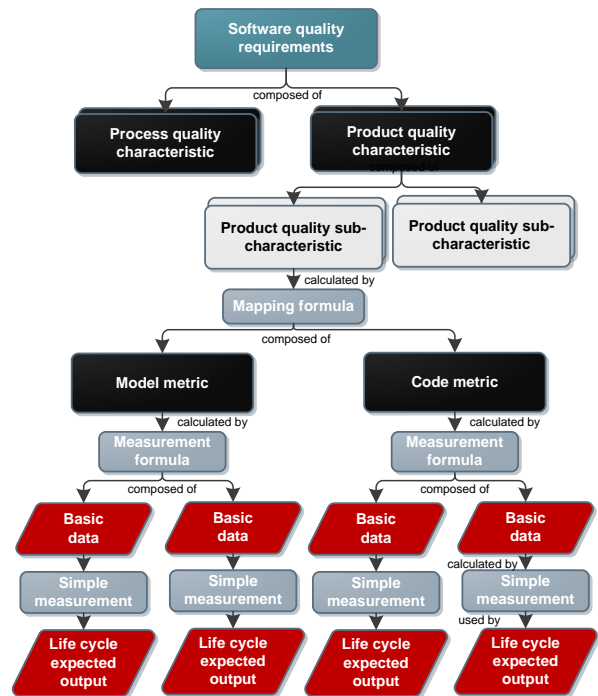 Software quality
requirements
composed of
Process quality
characteristic
Product quality
characteristic
composed of
Product quality sub-
characteristic
Product quality sub-
characteristic
calculated by
Mapping formula
composed of
Model metric
Code metric
calculated by
calculated by
Measurement
formula
Measurement
formula
composed of
composed of
Basic
data
Basic
data
Basic
data
Basic
data
calculated by
Simple
measurement
Simple
measurement
Simple
measurement
Simple
measurement
used by
Life cycle
expected
output
Life cycle
expected
output
Life cycle
expected
output
Life cycle
expected
output